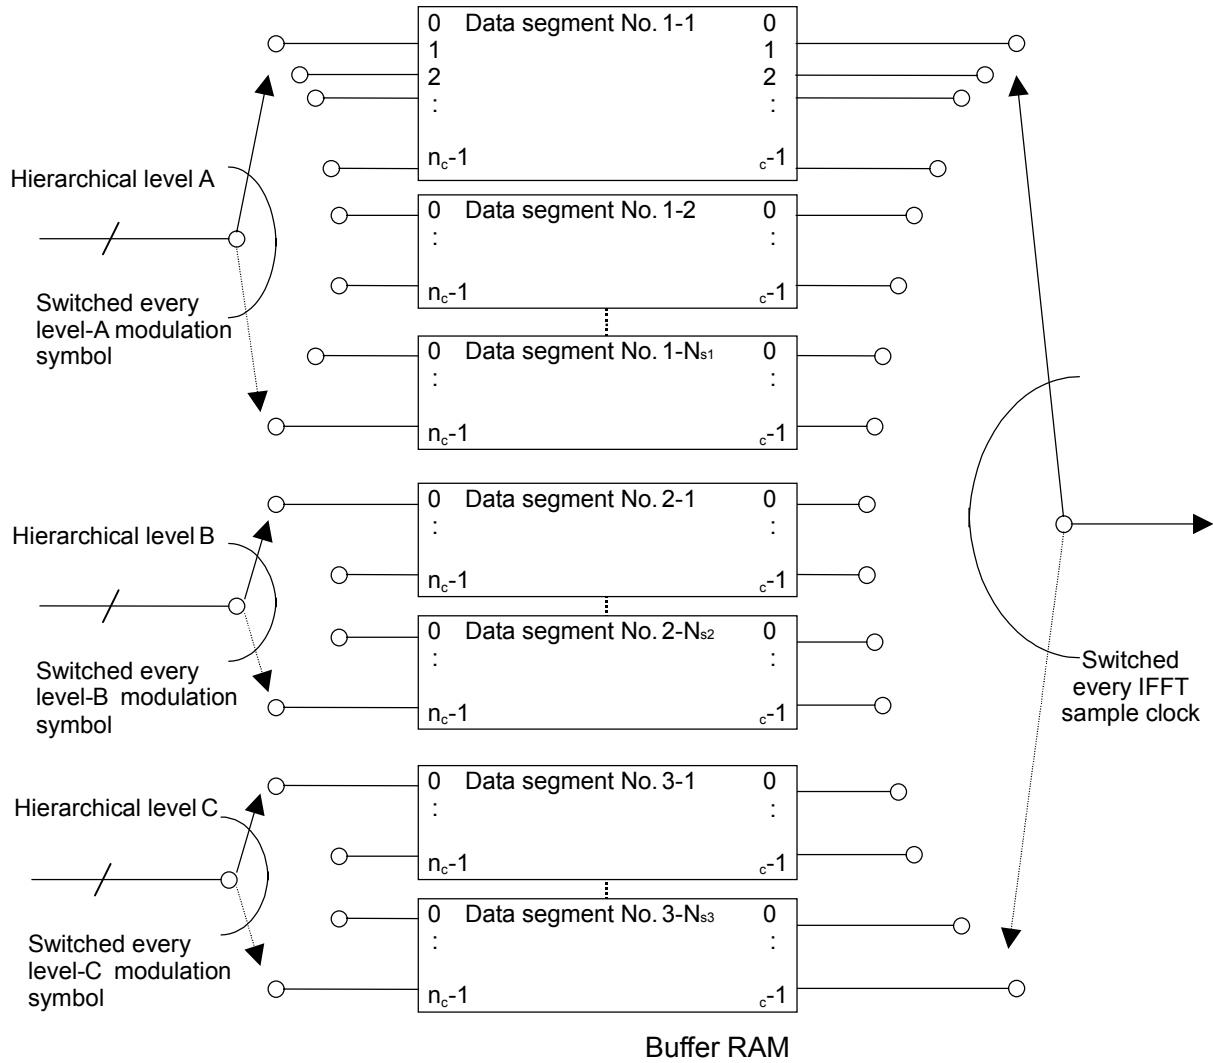 0 Data segment No. 1-1 0
1 1
2 2
: :
nc-1 c-1
Hierarchical level A
Switched every
level-A modulation
symbol
0 Data segment No. 1-2 0
: :
nc-1 c-1
0 Data segment No. 1-Ns1 0
: :
nc-1 c-1
0 Data segment No. 2-1 0
: :
nc-1 c-1
Hierarchical level B
Switched every
level-B modulation
symbol
0 Data segment No. 2-Ns2 0
: :
nc-1 c-1
0 Data segment No. 3-1 0
: :
nc-1 c-1
Hierarchical level C
Switched every
level-C modulation
symbol
0 Data segment No. 3-Ns3 0
: :
nc-1 c-1
Switched
every IFFT
sample clock
Buffer RAM